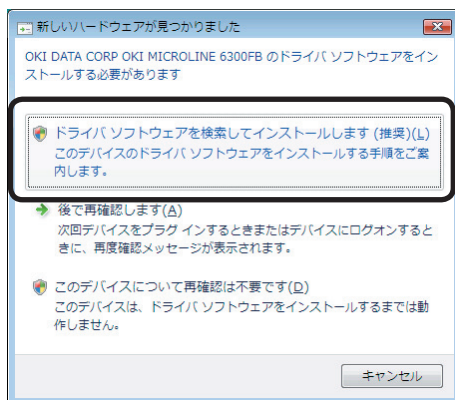 新しいハードウェアが見つかりました
OKI DATA CORP OKI MICROLINE 6300FB のドライバ ソフトウェアをイン
ストールする必要があります
ドライバ ソフトウェアを検索してインストールします (推奨)(L)
このデバイスのドライバ ソフトウェアをインストールする手順をご案
内します。
後で再確認します(A)
次回デバイスをプラグ インするときまたはデバイスにログオンすると
きに、再度確認メッセージが表示されます。
このデバイスについて再確認は不要です(D)
このデバイスは、ドライバ ソフトウェアをインストールするまでは動
作しません。
キャンセル